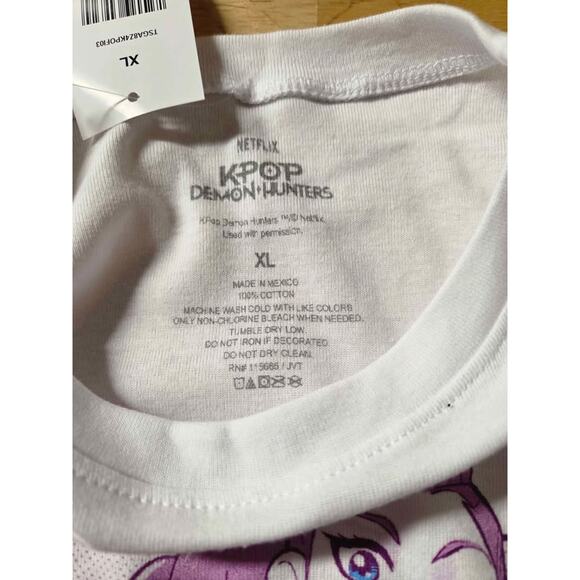 TSGA8Z4KPOFI03
XL
NETFLIX
KPOP
DEMON HUNTERS
KPop Demon Hunters ™/© Netflix.
Used with permission.
XL
MADE IN MEXICO
100% COTTON
MACHINE WASH COLD WITH LIKE COLORS
ONLY NON-CHLORINE BLEACH WHEN NEEDED.
TUMBLE DRY LOW.
DO NOT IRON IF DECORATED.
DO NOT DRY CLEAN.
RN# 115665 / JVT